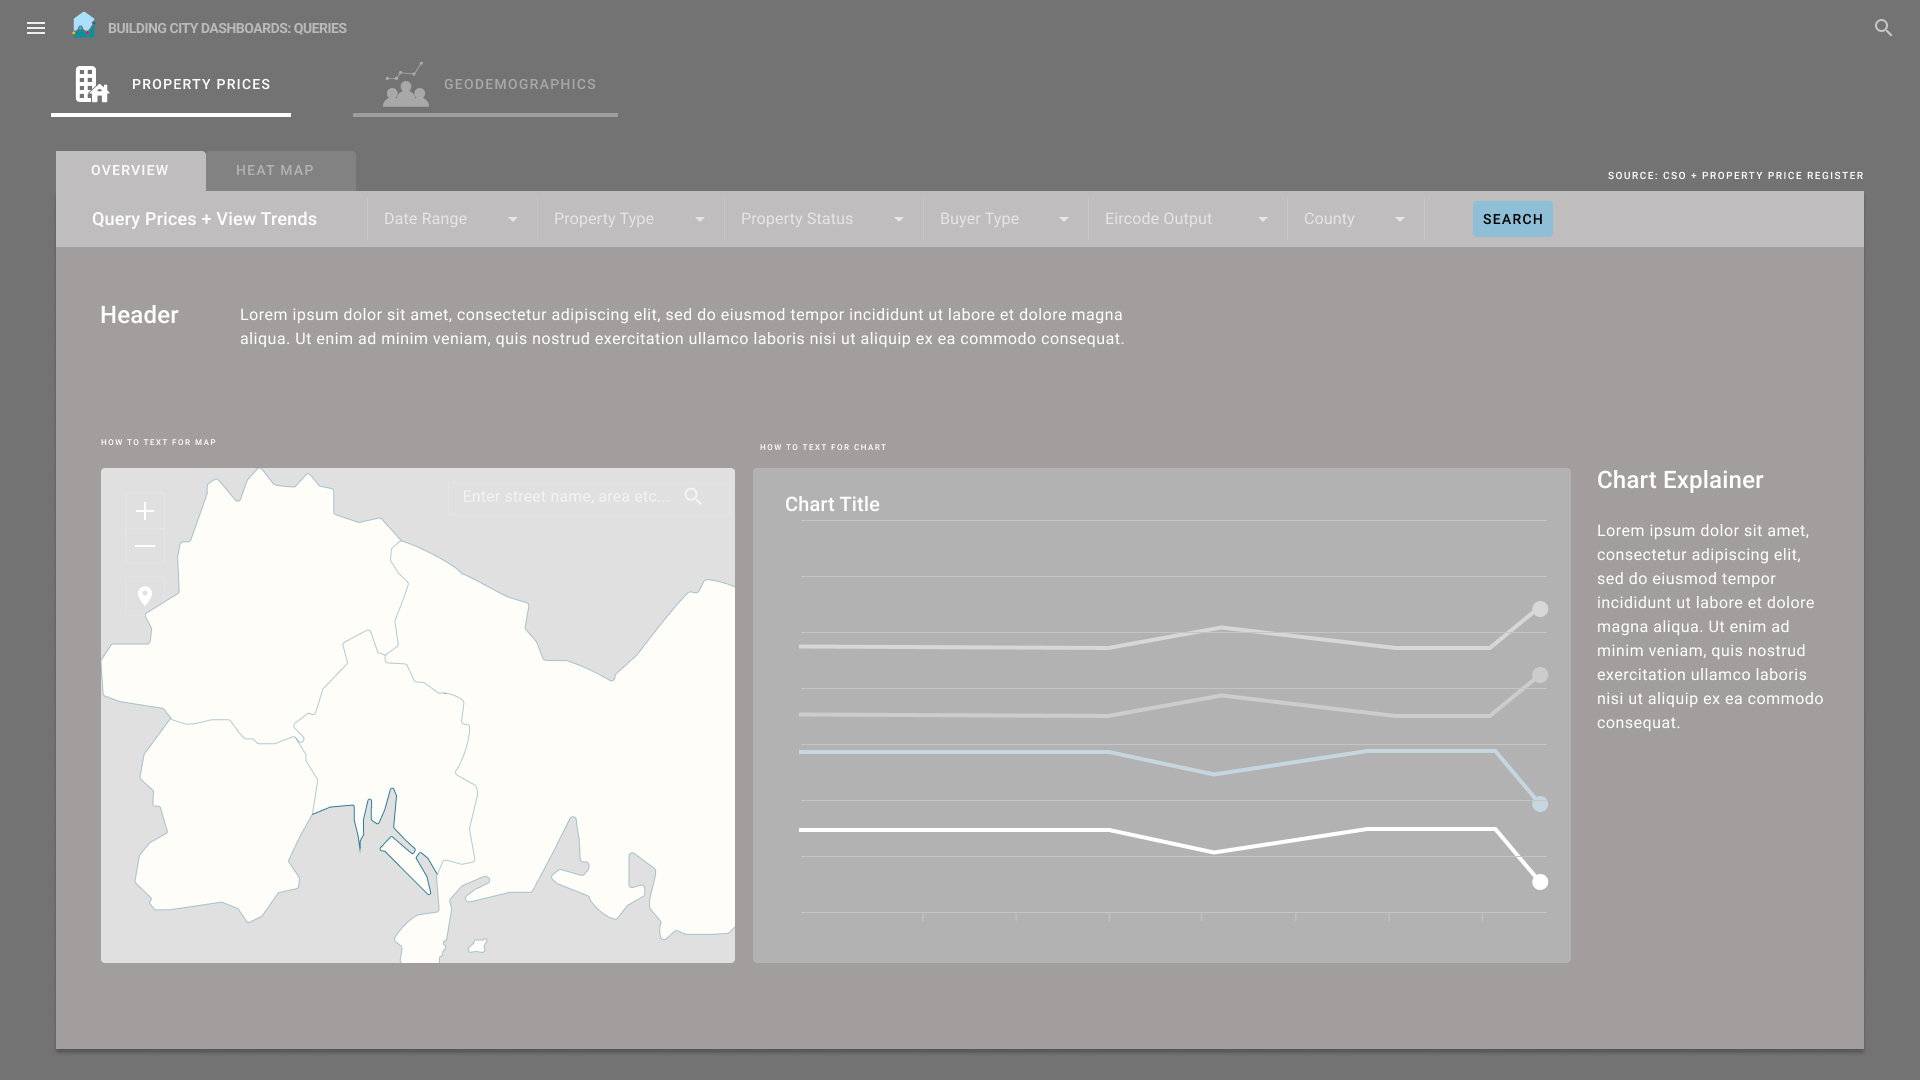 BUILDING CITY DASHBOARDS: QUERIES
PROPERTY PRICES
GEODEMOGRAPHICS
OVERVIEW
HEAT MAP
SOURCE: CSO + PROPERTY PRICE REGISTER
Query Prices + View Trends
Date Range
Property Type
Property Status
Buyer Type
Eircode Output
County
SEARCH
Header
Lorem ipsum dolor sit amet, consectetur adipiscing elit, sed do eiusmod tempor incididunt ut labore et dolore magna
aliqua. Ut enim ad minim veniam, quis nostrud exercitation ullamco laboris nisi ut aliquip ex ea commodo consequat.
HOW TO TEXT FOR MAP
Enter street name, area etc...
HOW TO TEXT FOR CHART
Chart Title
Chart Explainer
Lorem ipsum dolor sit amet,
consectetur adipiscing elit,
sed do eiusmod tempor
incididunt ut labore et dolore
magna aliqua. Ut enim ad
minim veniam, quis nostrud
exercitation ullamco laboris
nisi ut aliquip ex ea commodo
consequat.